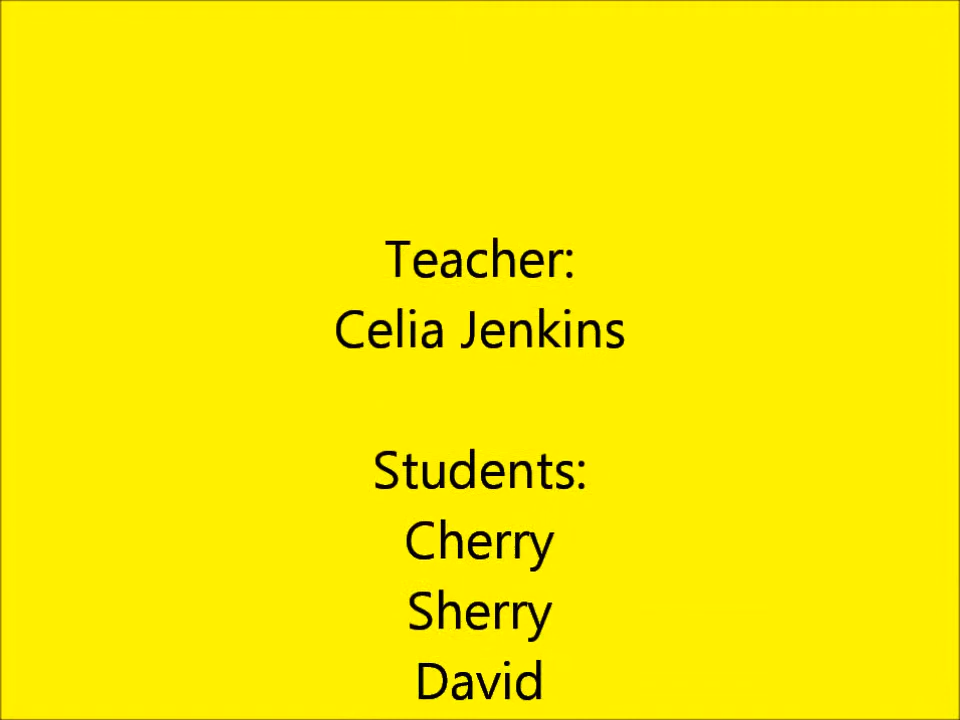 Teacher:
Celia Jenkins
Students:
Cherry
Sherry
David